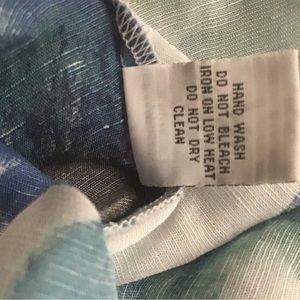 HAND WASH
DO NOT BLEACH
IRON ON LOW HEAT
DO NOT DRY
CLEAN